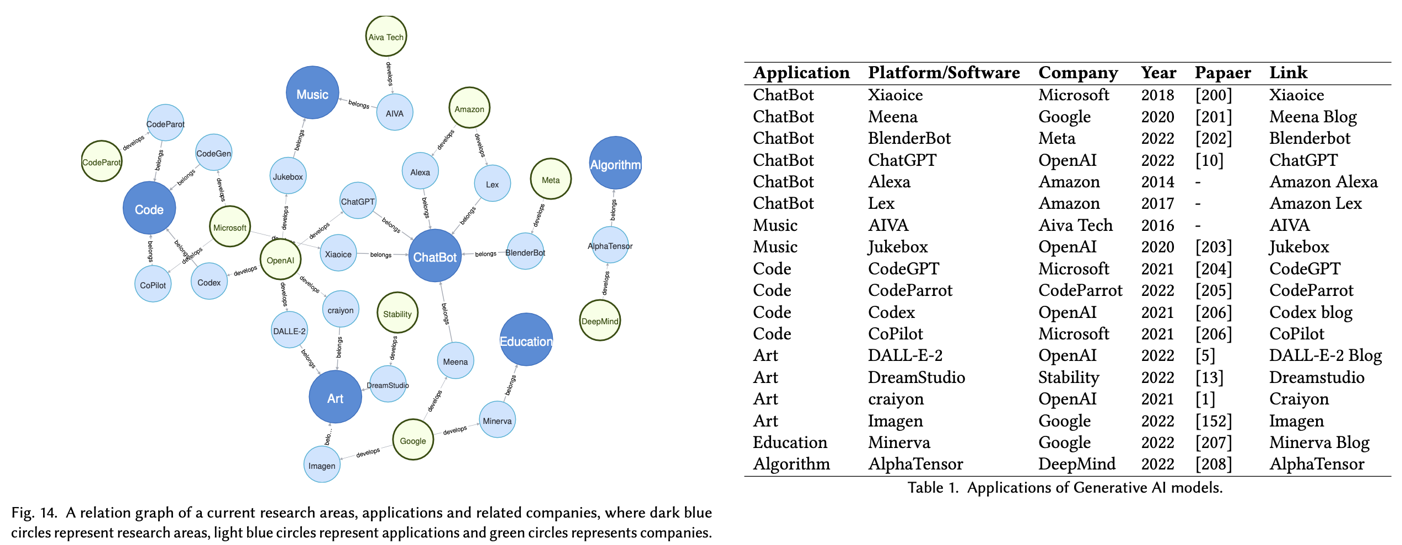 Aiva Tech
develops
Music
belongs
AIVA
Amazon
CodeParot
develops
CodeParot
belongs
CodeGen
belongs
develops
develops
develops
Algorithm
Jukebox
belongs
Alexa
Lex
Meta
Code
ChatGPT
belongs
belongs
belongs
develops
belongs
Microsoft
develops
develops
belongs
AlphaTensor
OpenAI
Xiaoice
belongs
ChatBot
belongs
BlenderBot
belongs
belongs
develops
CoPilot
Codex
develops
develops
develops
develops
craiyon
Stability
DeepMind
DALLE-2
belongs
Education
belongs
belongs
develops
Meena
DreamStudio
belongs
Art
develops
Minerva
belo...
Google
develops
develops
Imagen
Fig. 14. A relation graph of a current research areas, applications and related companies, where dark blue
circles represent research areas, light blue circles represent applications and green circles represents companies.
Application Platform/Software Company Year Papaer Link
ChatBot Xiaoice Microsoft 2018 [200] Xiaoice
ChatBot Meena Google 2020 [201] Meena Blog
ChatBot BlenderBot Meta 2022 [202] Blenderbot
ChatBot ChatGPT OpenAI 2022 [10] ChatGPT
ChatBot Alexa Amazon 2014 - Amazon Alexa
ChatBot Lex Amazon 2017 - Amazon Lex
Music AIVA Aiva Tech 2016 - AIVA
Music Jukebox OpenAI 2020 [203] Jukebox
Code CodeGPT Microsoft 2021 [204] CodeGPT
Code CodeParrot CodeParrot 2022 [205] CodeParrot
Code Codex OpenAI 2021 [206] Codex blog
Code CoPilot Microsoft 2021 [206] CoPilot
Art DALL-E-2 OpenAI 2022 [5] DALL-E-2 Blog
Art DreamStudio Stability 2022 [13] Dreamstudio
Art craiyon OpenAI 2021 [1] Craiyon
Art Imagen Google 2022 [152] Imagen
Education Minerva Google 2022 [207] Minerva Blog
Algorithm AlphaTensor DeepMind 2022 [208] AlphaTensor
Table 1. Applications of Generative AI models.